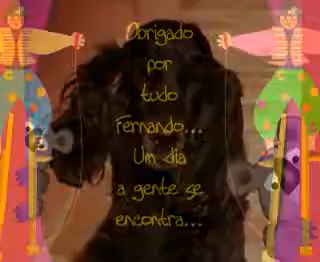 Obrigado
por
tudo
Fernando...
Um dia
a gente se
encontra...